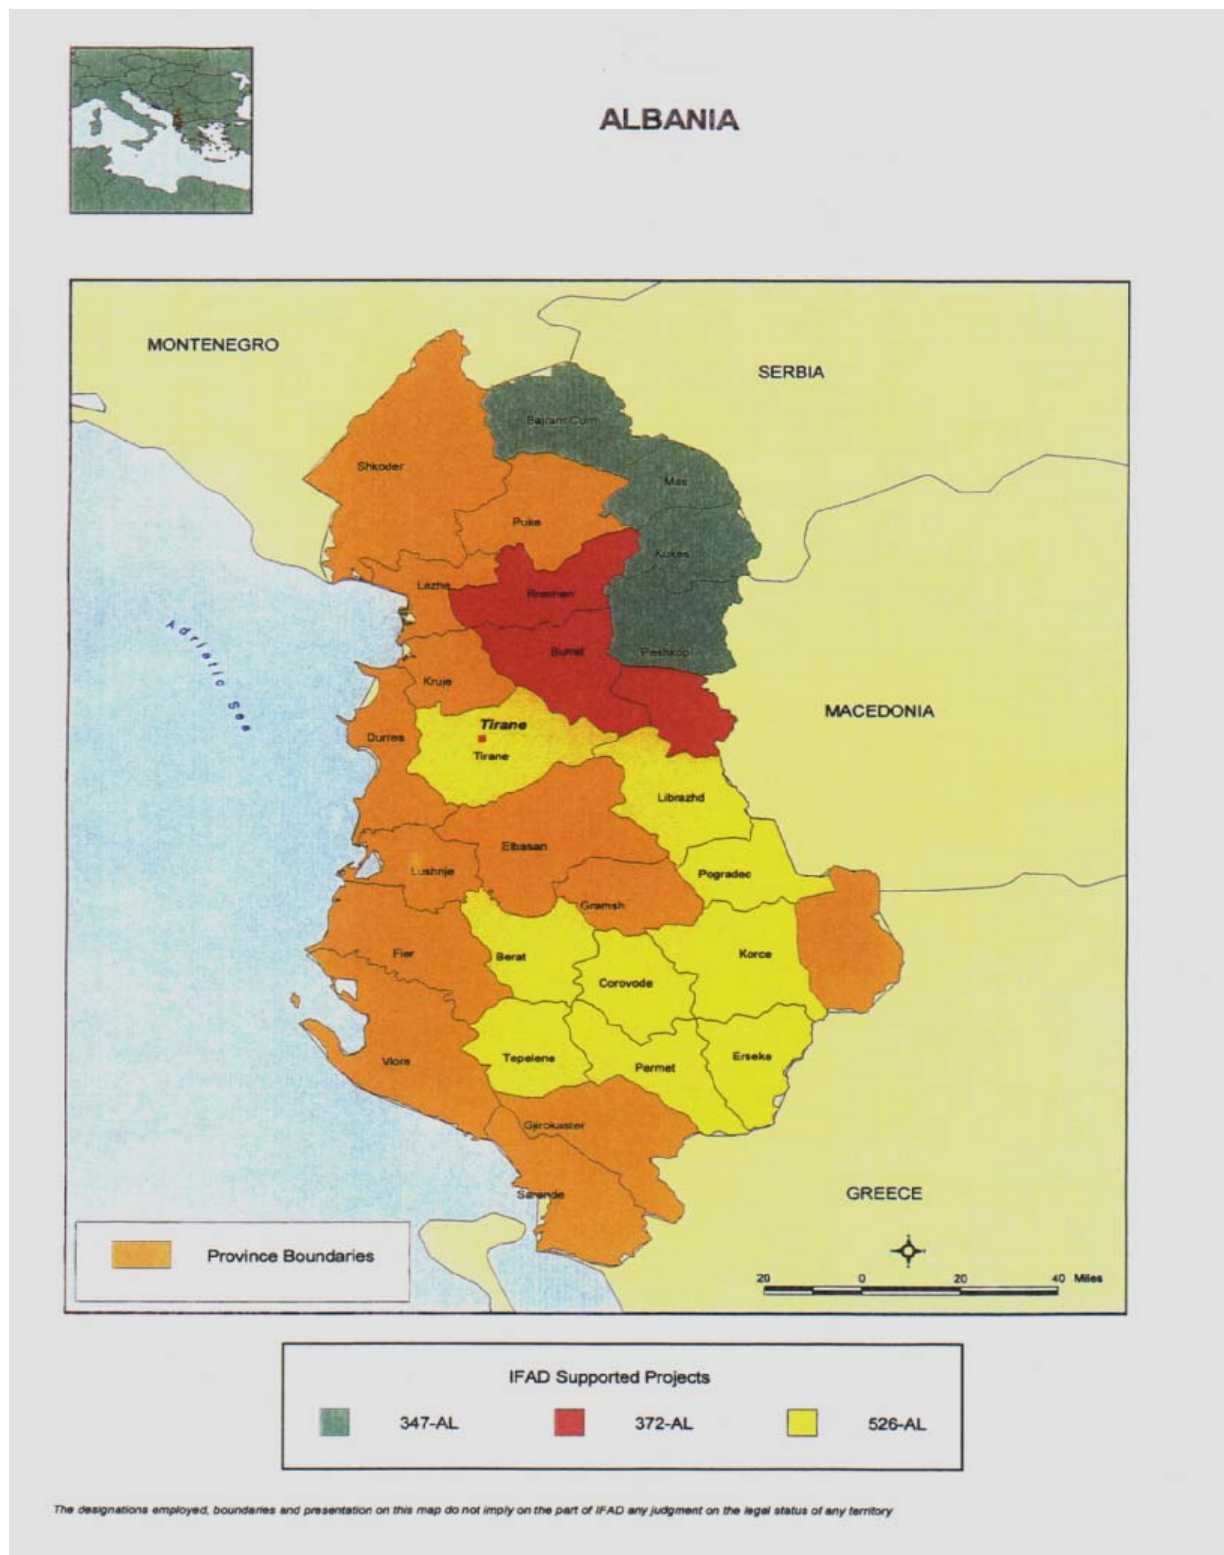 ALBANIA
MONTENEGRO
SERBIA
Bajram Curri
Shkoder
Mas
Puke
Kukes
Lezhe
Rreshen
Adriatic Sea
Burrel
Peshkopi
Kruje
MACEDONIA
Tirane
Durres
Tirane
Librazhd
Elbasan
Lushnje
Pogradec
Gramsh
Fier
Berat
Korce
Corovode
Vlore
Tepelene
Permet
Erseke
Gjirokaster
Sarande
GREECE
Province Boundaries
20 0 20 40 Miles
IFAD Supported Projects
347-AL 372-AL 526-AL
The designations employed, boundaries and presentation on this map do not imply on the part of IFAD any judgment on the legal status of any territory